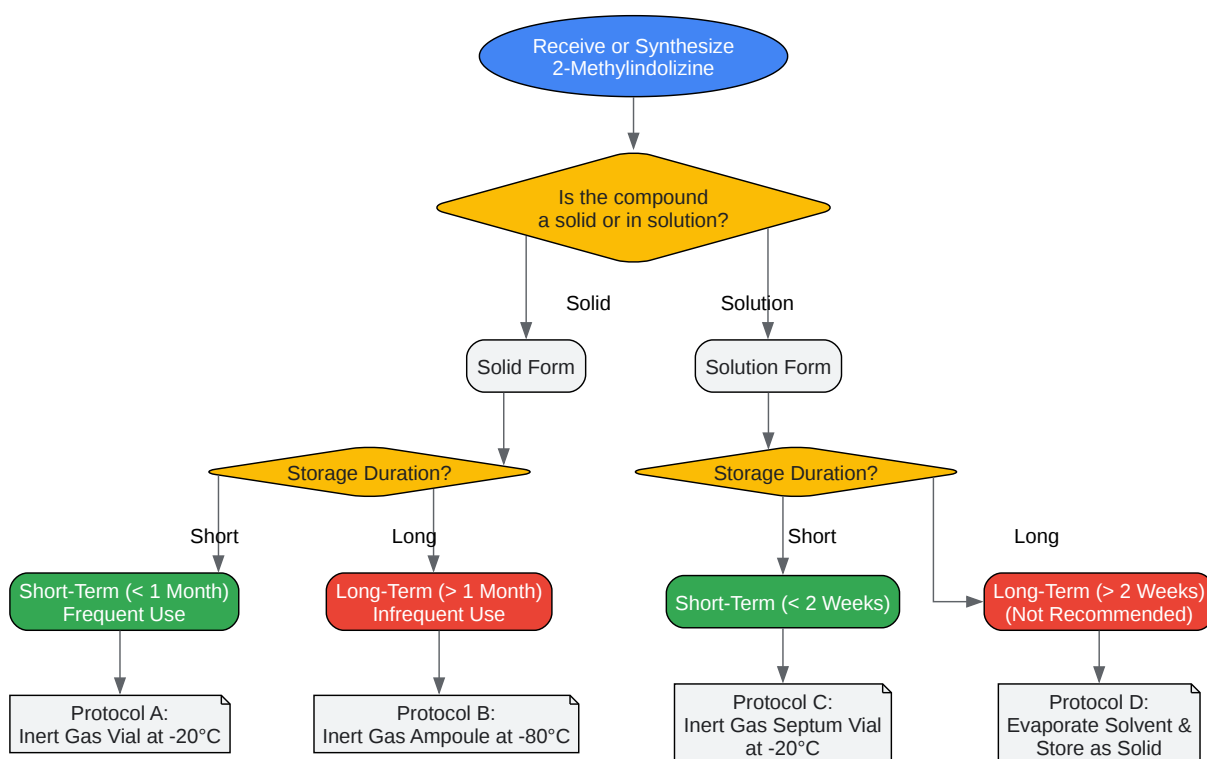 Receive or Synthesize
2-Methylindolizine
Is the compound
a solid or in solution?
Solid
Solution
Solid Form
Solution Form
Storage Duration?
Storage Duration?
Short
Long
Short
Long
Short-Term (< 1 Month)
Frequent Use
Long-Term (> 1 Month)
Infrequent Use
Short-Term (< 2 Weeks)
Long-Term (> 2 Weeks)
(Not Recommended)
Protocol A:
Inert Gas Vial at -20°C
Protocol B:
Inert Gas Ampoule at -80°C
Protocol C:
Inert Gas Septum Vial
at -20°C
Protocol D:
Evaporate Solvent &
Store as Solid